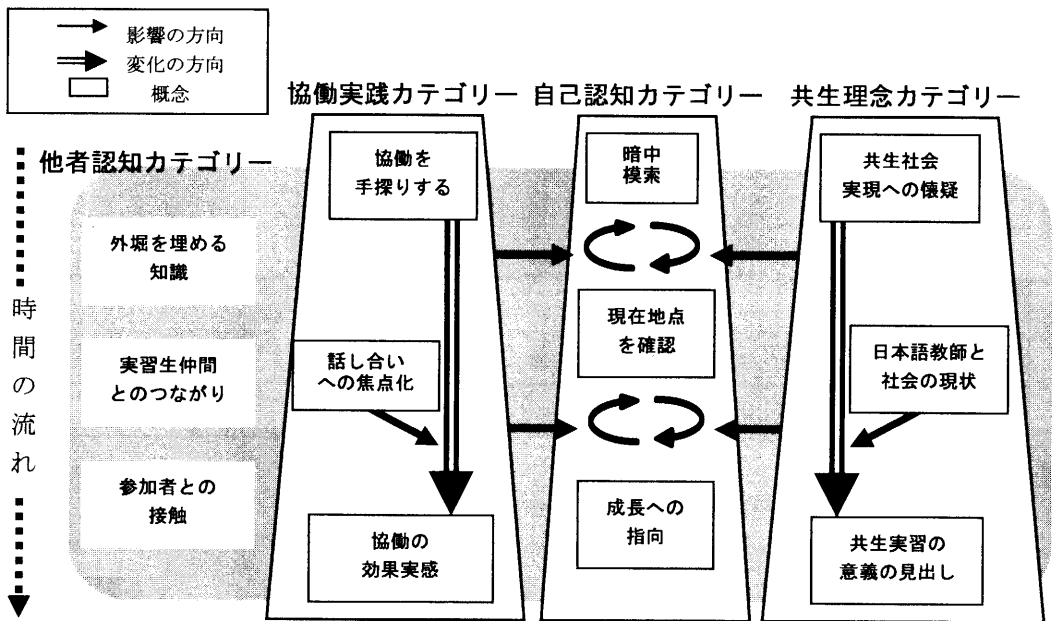 影響の方向
変化の方向
概念
協働実践カテゴリー
自己認知カテゴリー
共生理念カテゴリー
他者認知カテゴリー
時間の流れ
外堀を埋める
知識
実習生仲間
とのつながり
参加者との
接触
協働を
手探りする
話し合い
への焦点化
協働の
効果実感
暗中
模索
現在地点
を確認
成長への
指向
共生社会
実現への懐疑
日本語教師と
社会の現状
共生実習の
意義の見出し